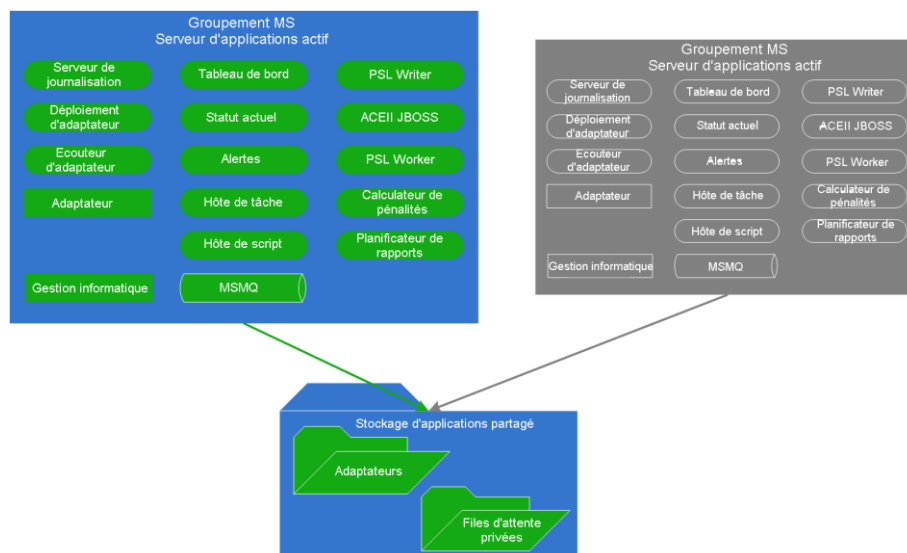 Groupement MS
Serveur d'applications actif
Serveur de
journalisation
Tableau de bord
PSL Writer
Déploiement
d'adaptateur
Statut actuel
ACEII JBOSS
Ecouteur
d'adaptateur
Alertes
PSL Worker
Adaptateur
Hôte de tâche
Calculateur de
pénalités
Hôte de script
Planificateur de
rapports
Gestion informatique
MSMQ
Groupement MS
Serveur d'applications actif
Serveur de
journalisation
Tableau de bord
PSL Writer
Déploiement
d'adaptateur
Statut actuel
ACEII JBOSS
Ecouteur
d'adaptateur
Alertes
PSL Worker
Adaptateur
Hôte de tâche
Calculateur de
pénalités
Hôte de script
Planificateur de
rapports
Gestion informatique
MSMQ
Stockage d'applications partagé
Adaptateurs
Files d'attente
privées